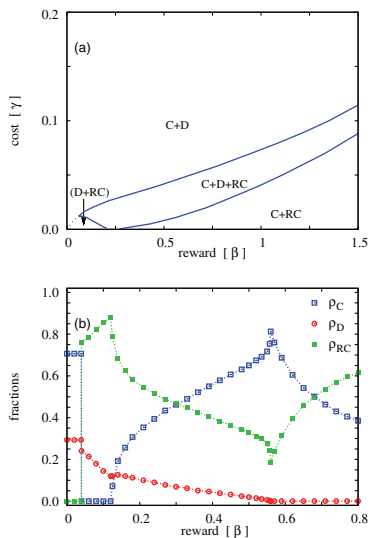 0.2
(a)
C+D
0.1
cost [ γ ]
(D+RC)
C+D+RC
C+RC
0.0
0 0.5 1 1.5
reward [ β ]
1.0
(b)
ρC
ρD
ρRC
0.8
0.6
fractions
0.4
0.2
0.0
0.0 0.2 0.4 0.6 0.8
reward [ β ]